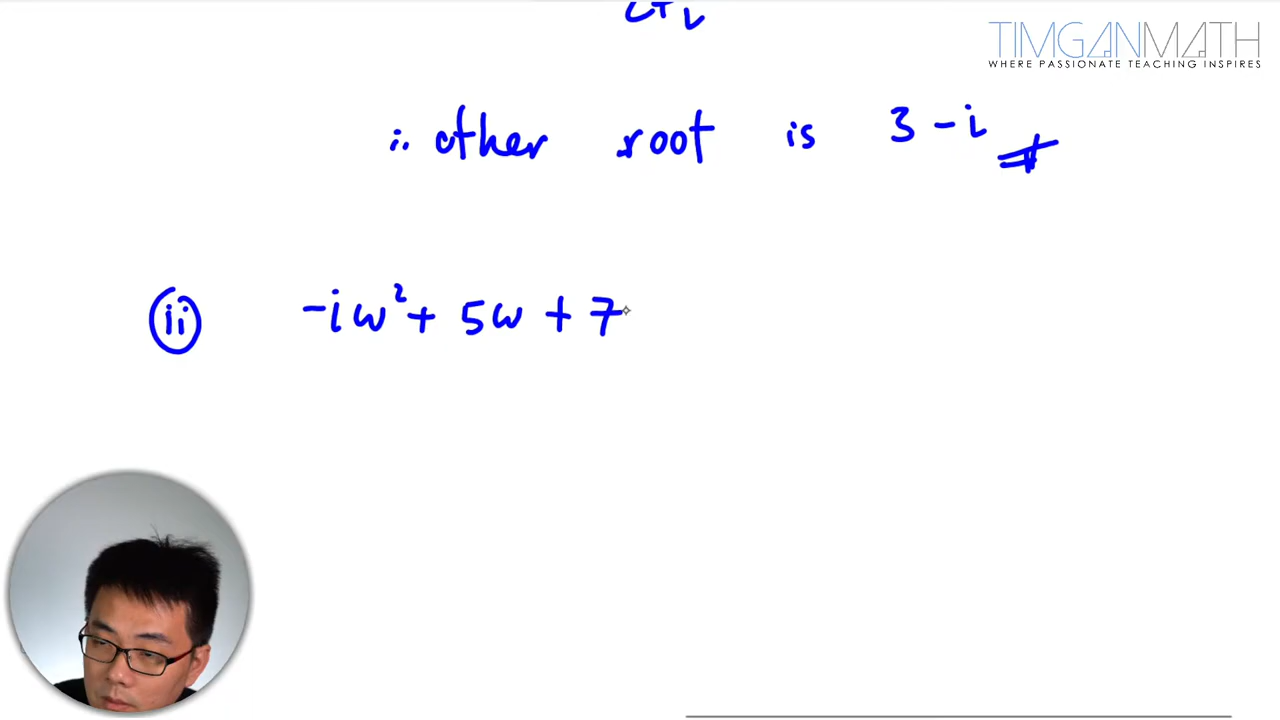 TIMGANMATH
WHERE PASSIONATE TEACHING INSPIRES
∴ other root is 3 - i
(ii) -iw² + 5w + 7